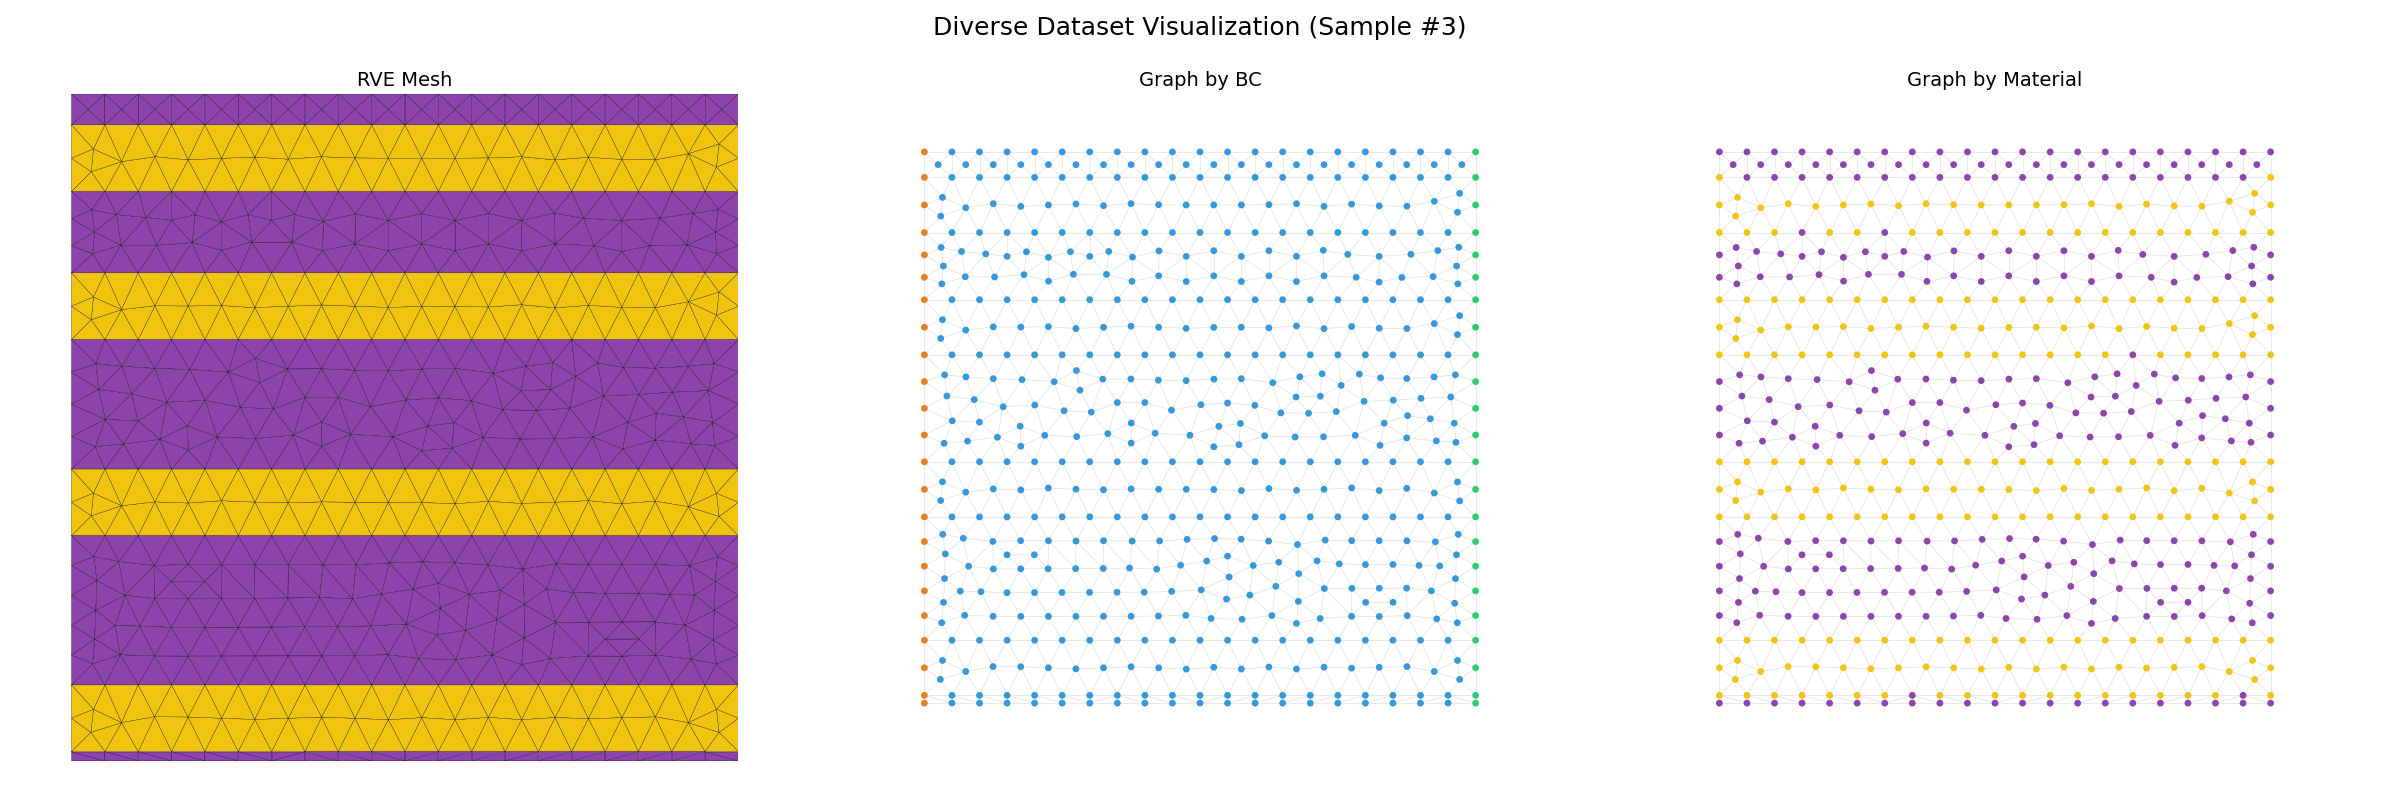 Diverse Dataset Visualization (Sample #3)
RVE Mesh
Graph by BC
Graph by Material